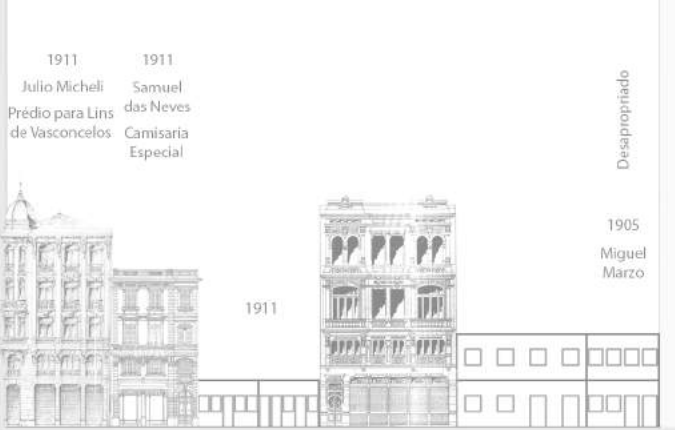 1911
Julio Micheli
Prédio para Lins
de Vasconcelos
1911
Samuel
das Neves
Camisaria
Especial
1911
Desapropriado
1905
Miguel
Marzo